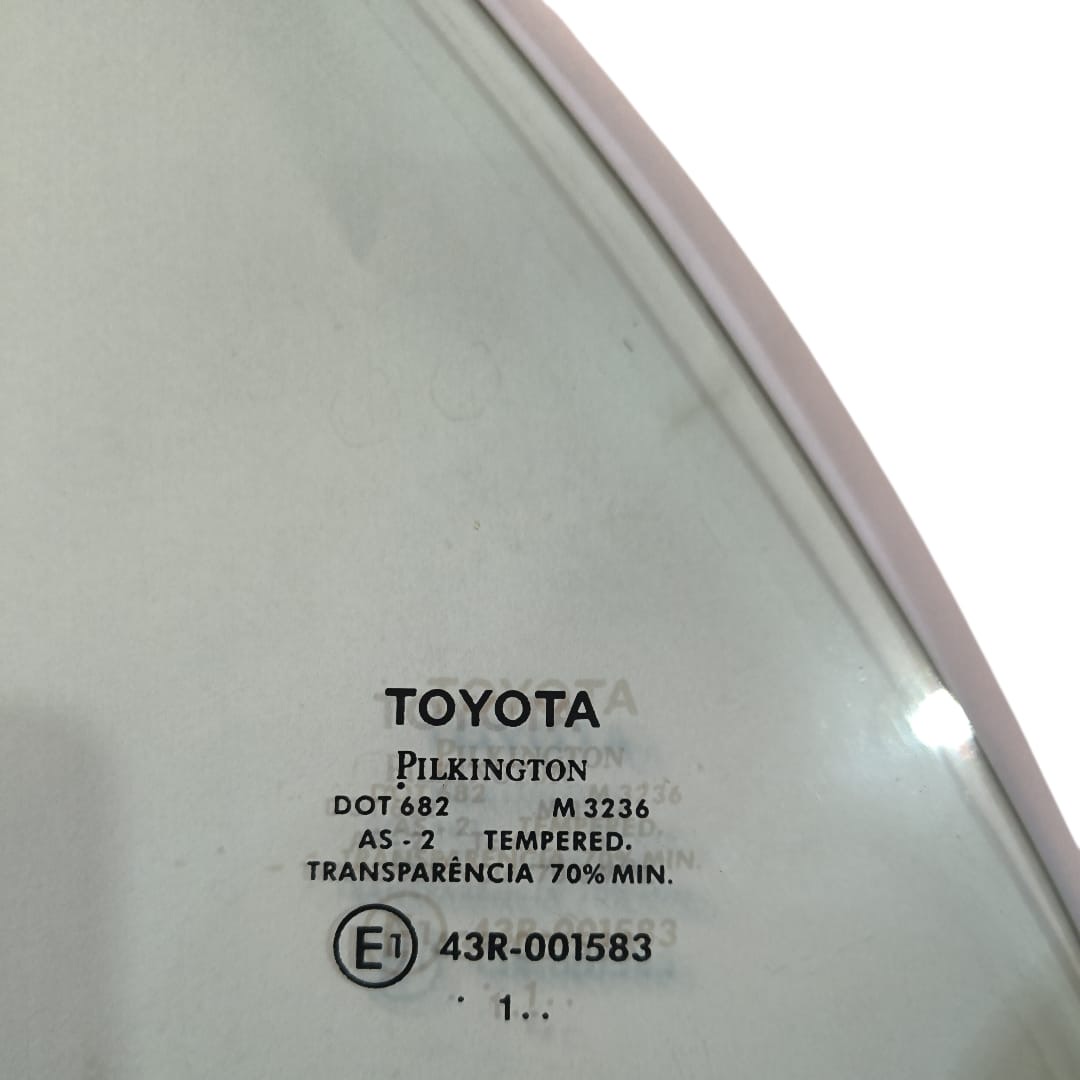 TOYOTA
PILKINGTON
DOT 682 M 3236
AS - 2 TEMPERED.
TRANSPARÊNCIA 70% MIN.
E1 43R-001583
. 1 . .